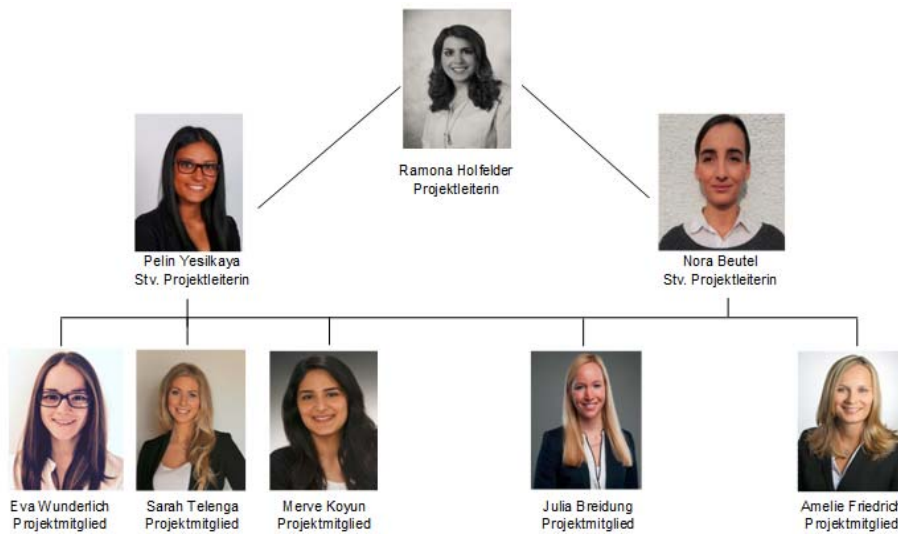 Ramona Holfelder
Projektleiterin
Pelin Yesilkaya
Stv. Projektleiterin
Nora Beutel
Stv. Projektleiterin
Eva Wunderlich
Projektmitglied
Sarah Telenga
Projektmitglied
Merve Koyun
Projektmitglied
Julia Breidung
Projektmitglied
Amelie Friedrich
Projektmitglied